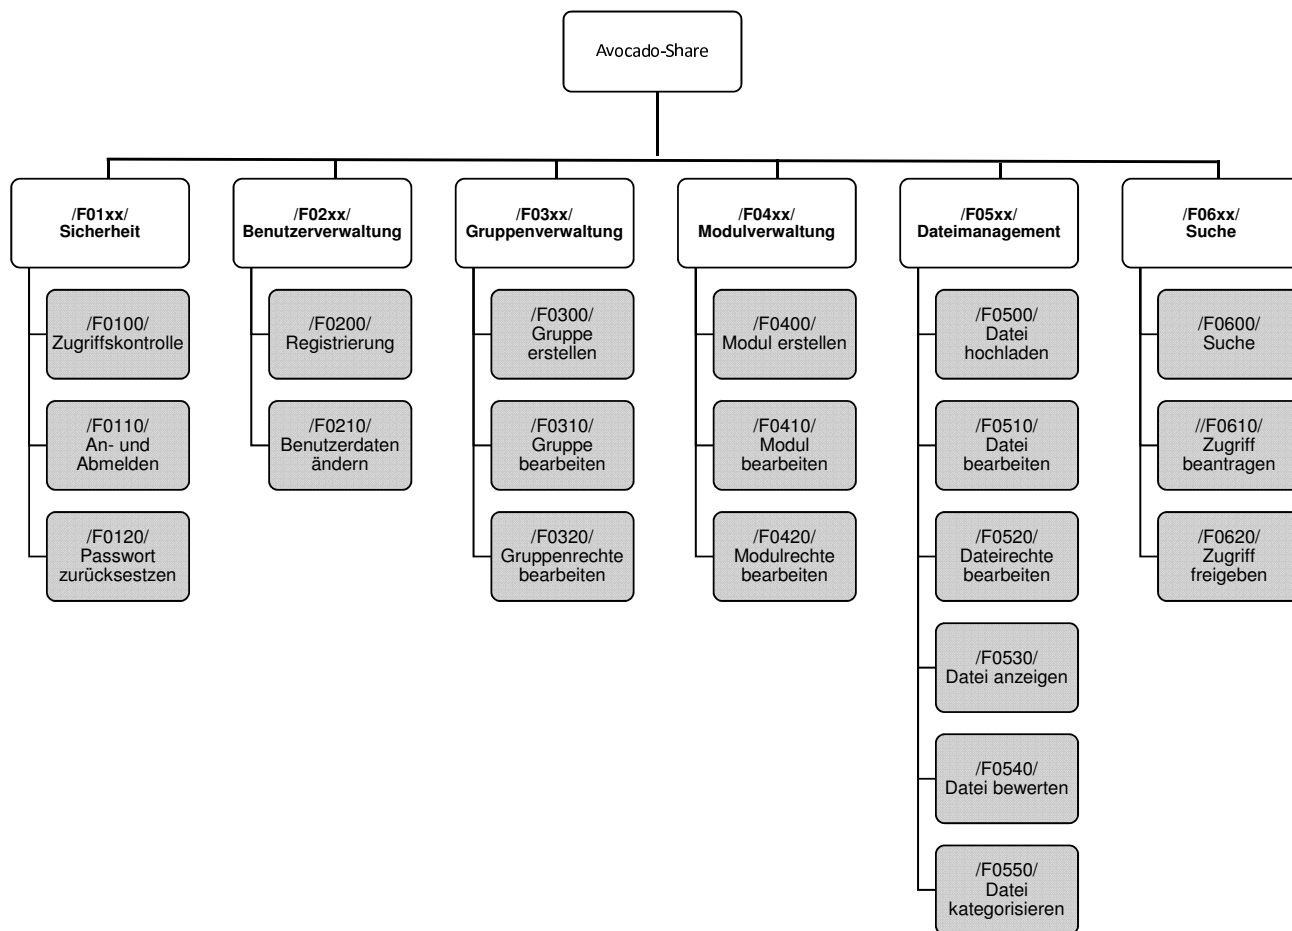 Avocado-Share
/F01xx/
Sicherheit
/F0100/
Zugriffskontrolle
/F0110/
An- und
Abmelden
/F0120/
Passwort
zurücksestzen
/F02xx/
Benutzerverwaltung
/F0200/
Registrierung
/F0210/
Benutzerdaten
ändern
/F03xx/
Gruppenverwaltung
/F0300/
Gruppe
erstellen
/F0310/
Gruppe
bearbeiten
/F0320/
Gruppenrechte
bearbeiten
/F04xx/
Modulverwaltung
/F0400/
Modul erstellen
/F0410/
Modul
bearbeiten
/F0420/
Modulrechte
bearbeiten
/F05xx/
Dateimanagement
/F0500/
Datei
hochladen
/F0510/
Datei
bearbeiten
/F0520/
Dateirechte
bearbeiten
/F0530/
Datei anzeigen
/F0540/
Datei bewerten
/F0550/
Datei
kategorisieren
/F06xx/
Suche
/F0600/
Suche
//F0610/
Zugriff
beantragen
/F0620/
Zugriff
freigeben